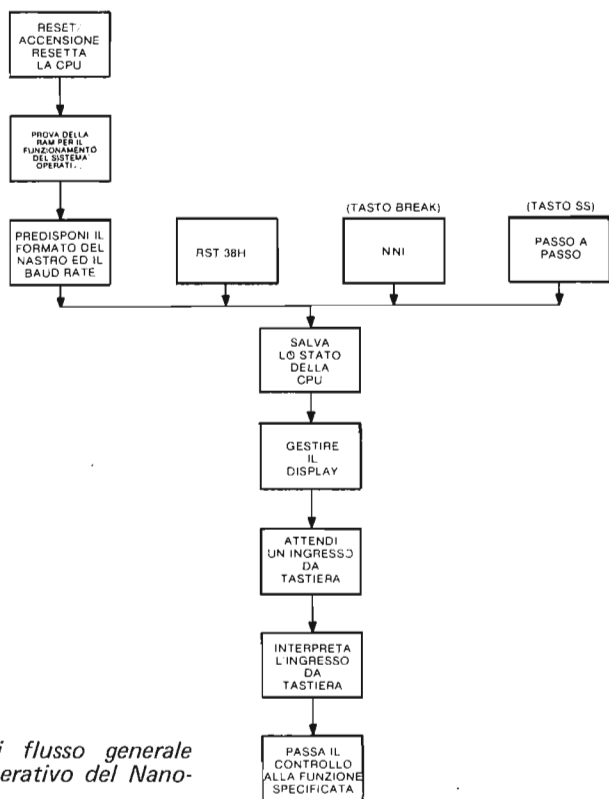 RESET/
ACCENSIONE
RESETTA
LA CPU
PROVA DELLA
RAM PER IL
FUNZIONAMENTO
DEL SISTEMA
OPERATI...
PREDISPONI IL
FORMATO DEL
NASTRO ED IL
BAUD RATE
RST 38H
(TASTO BREAK)
NNI
(TASTO SS)
PASSO A
PASSO
SALVA
LO STATO
DELLA
CPU
GESTIRE
IL
DISPLAY
ATTENDI
UN INGRESSO
DA
TASTIERA
INTERPRETA
L'INGRESSO
DA
TASTIERA
PASSA IL
CONTROLLO
ALLA FUNZIONE
SPECIFICATA
i flusso generale
erativo del Nano-